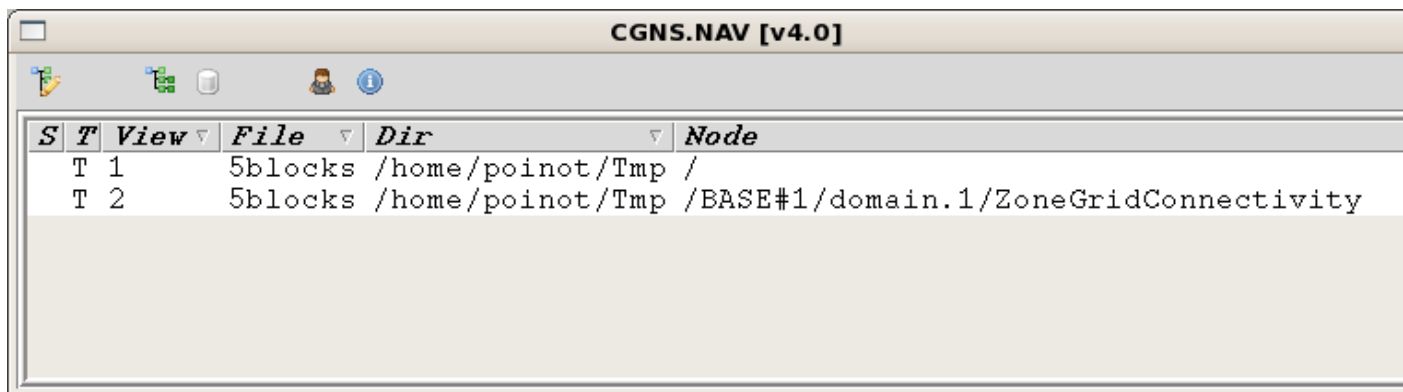 CGNS.NAV [v4.0]
S T View File Dir Node
T 1 5blocks /home/poinot/Tmp /
T 2 5blocks /home/poinot/Tmp /BASE#1/domain.1/ZoneGridConnectivity